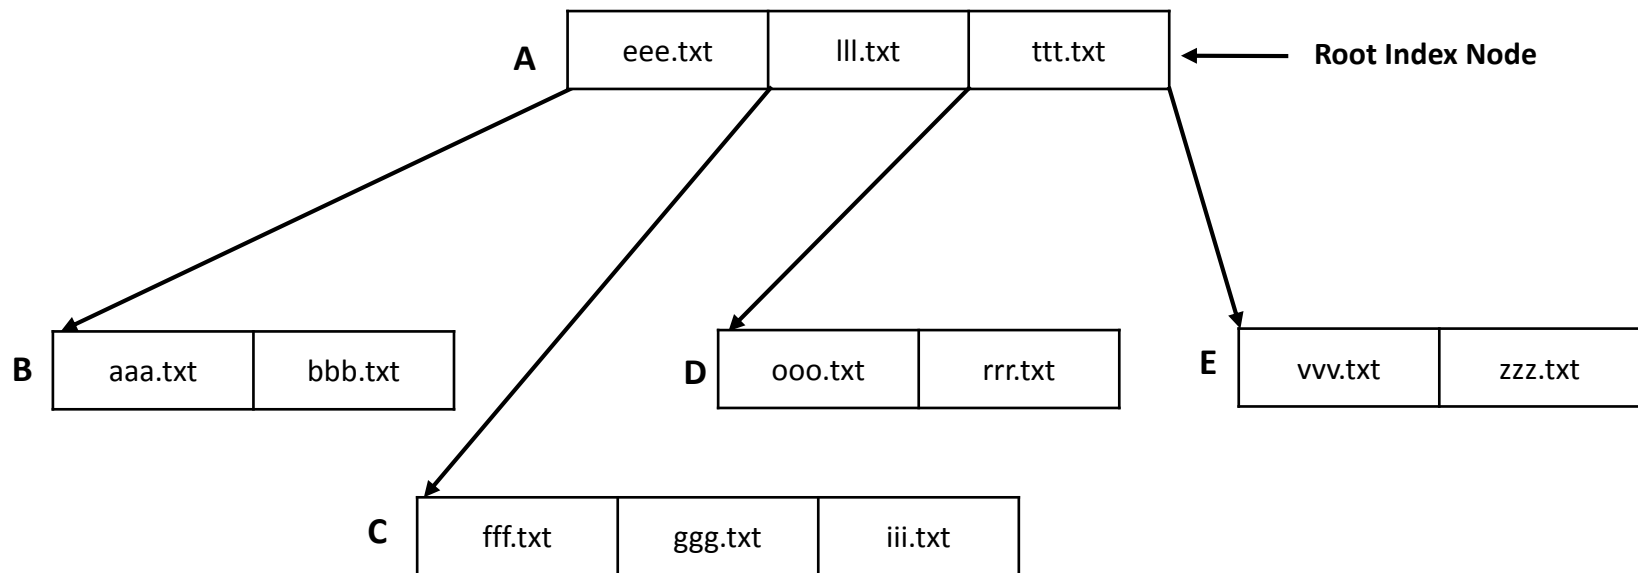 A eee.txt lll.txt ttt.txt Root Index Node
B aaa.txt bbb.txt D ooo.txt rrr.txt E vvv.txt zzz.txt
C fff.txt ggg.txt iii.txt